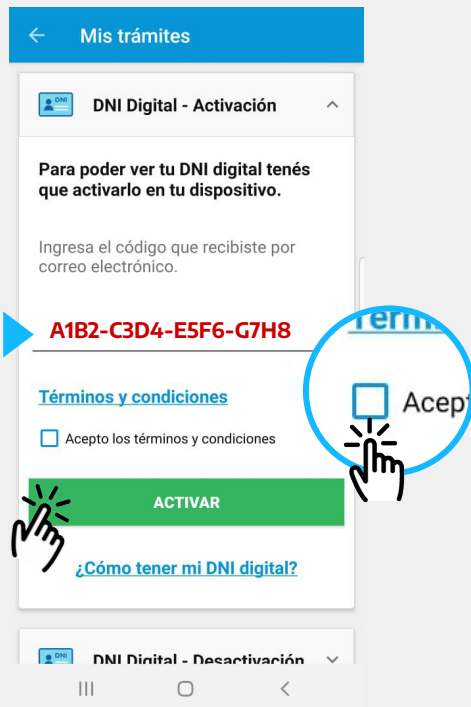 Mis trámites
DNI
DNI Digital - Activación
Para poder ver tu DNI digital tenés
que activarlo en tu dispositivo.
Ingresa el código que recibiste por
correo electrónico.
A1B2-C3D4-E5F6-G7H8
Términos y condiciones
Acepto los términos y condiciones
ACTIVAR
¿Cómo tener mi DNI digital?
DNI
DNI Digital - Desactivación
Térmi
Acept